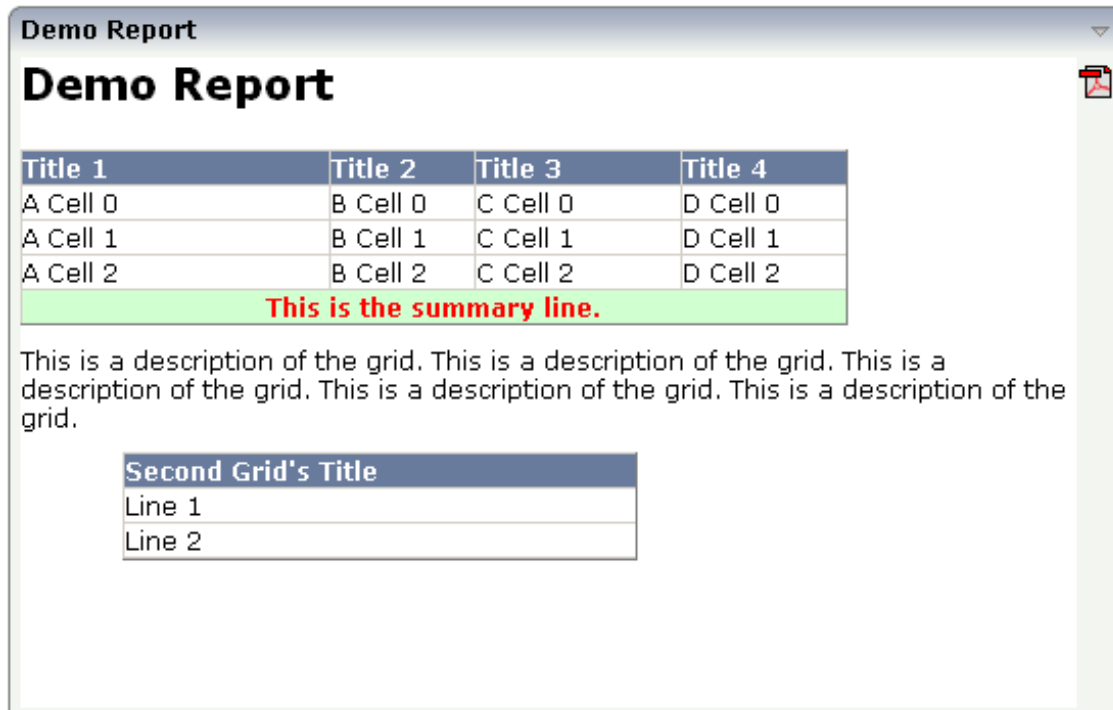 Demo Report
Demo Report
Title 1 Title 2 Title 3 Title 4
A Cell 0 B Cell 0 C Cell 0 D Cell 0
A Cell 1 B Cell 1 C Cell 1 D Cell 1
A Cell 2 B Cell 2 C Cell 2 D Cell 2
This is the summary line.
This is a description of the grid. This is a description of the grid. This is a
description of the grid. This is a description of the grid. This is a description of the
grid.
Second Grid's Title
Line 1
Line 2